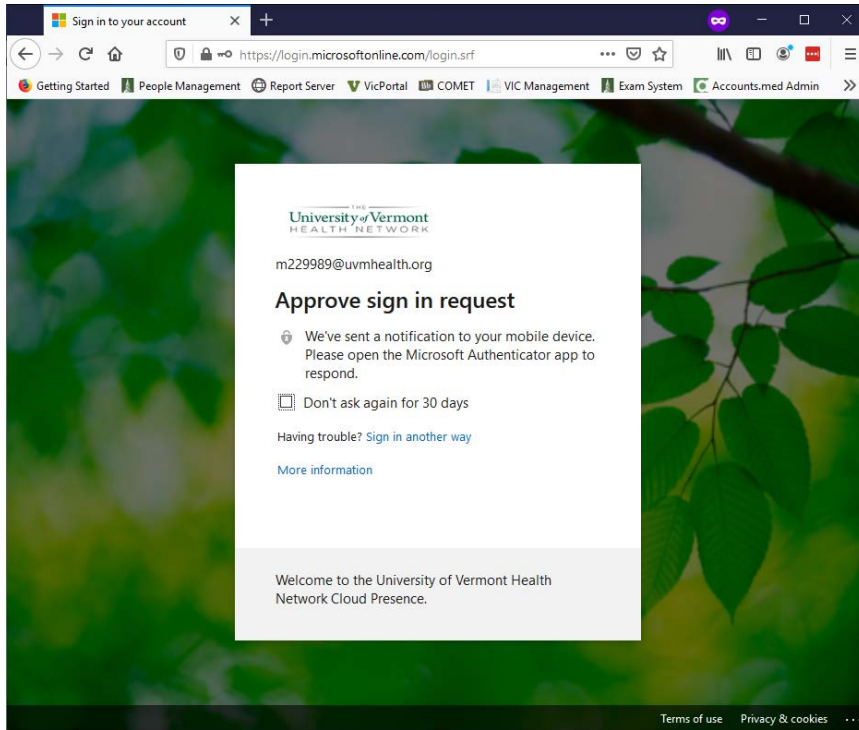 Sign in to your account
https://login.microsoftonline.com/login.srf
Getting Started People Management Report Server VicPortal COMET VIC Management Exam System Accounts.med Admin
THE
University of Vermont
HEALTH NETWORK
m229989@uvmhealth.org
Approve sign in request
We've sent a notification to your mobile device.
Please open the Microsoft Authenticator app to
respond.
Don't ask again for 30 days
Having trouble? Sign in another way
More information
Welcome to the University of Vermont Health
Network Cloud Presence.
Terms of use Privacy & cookies